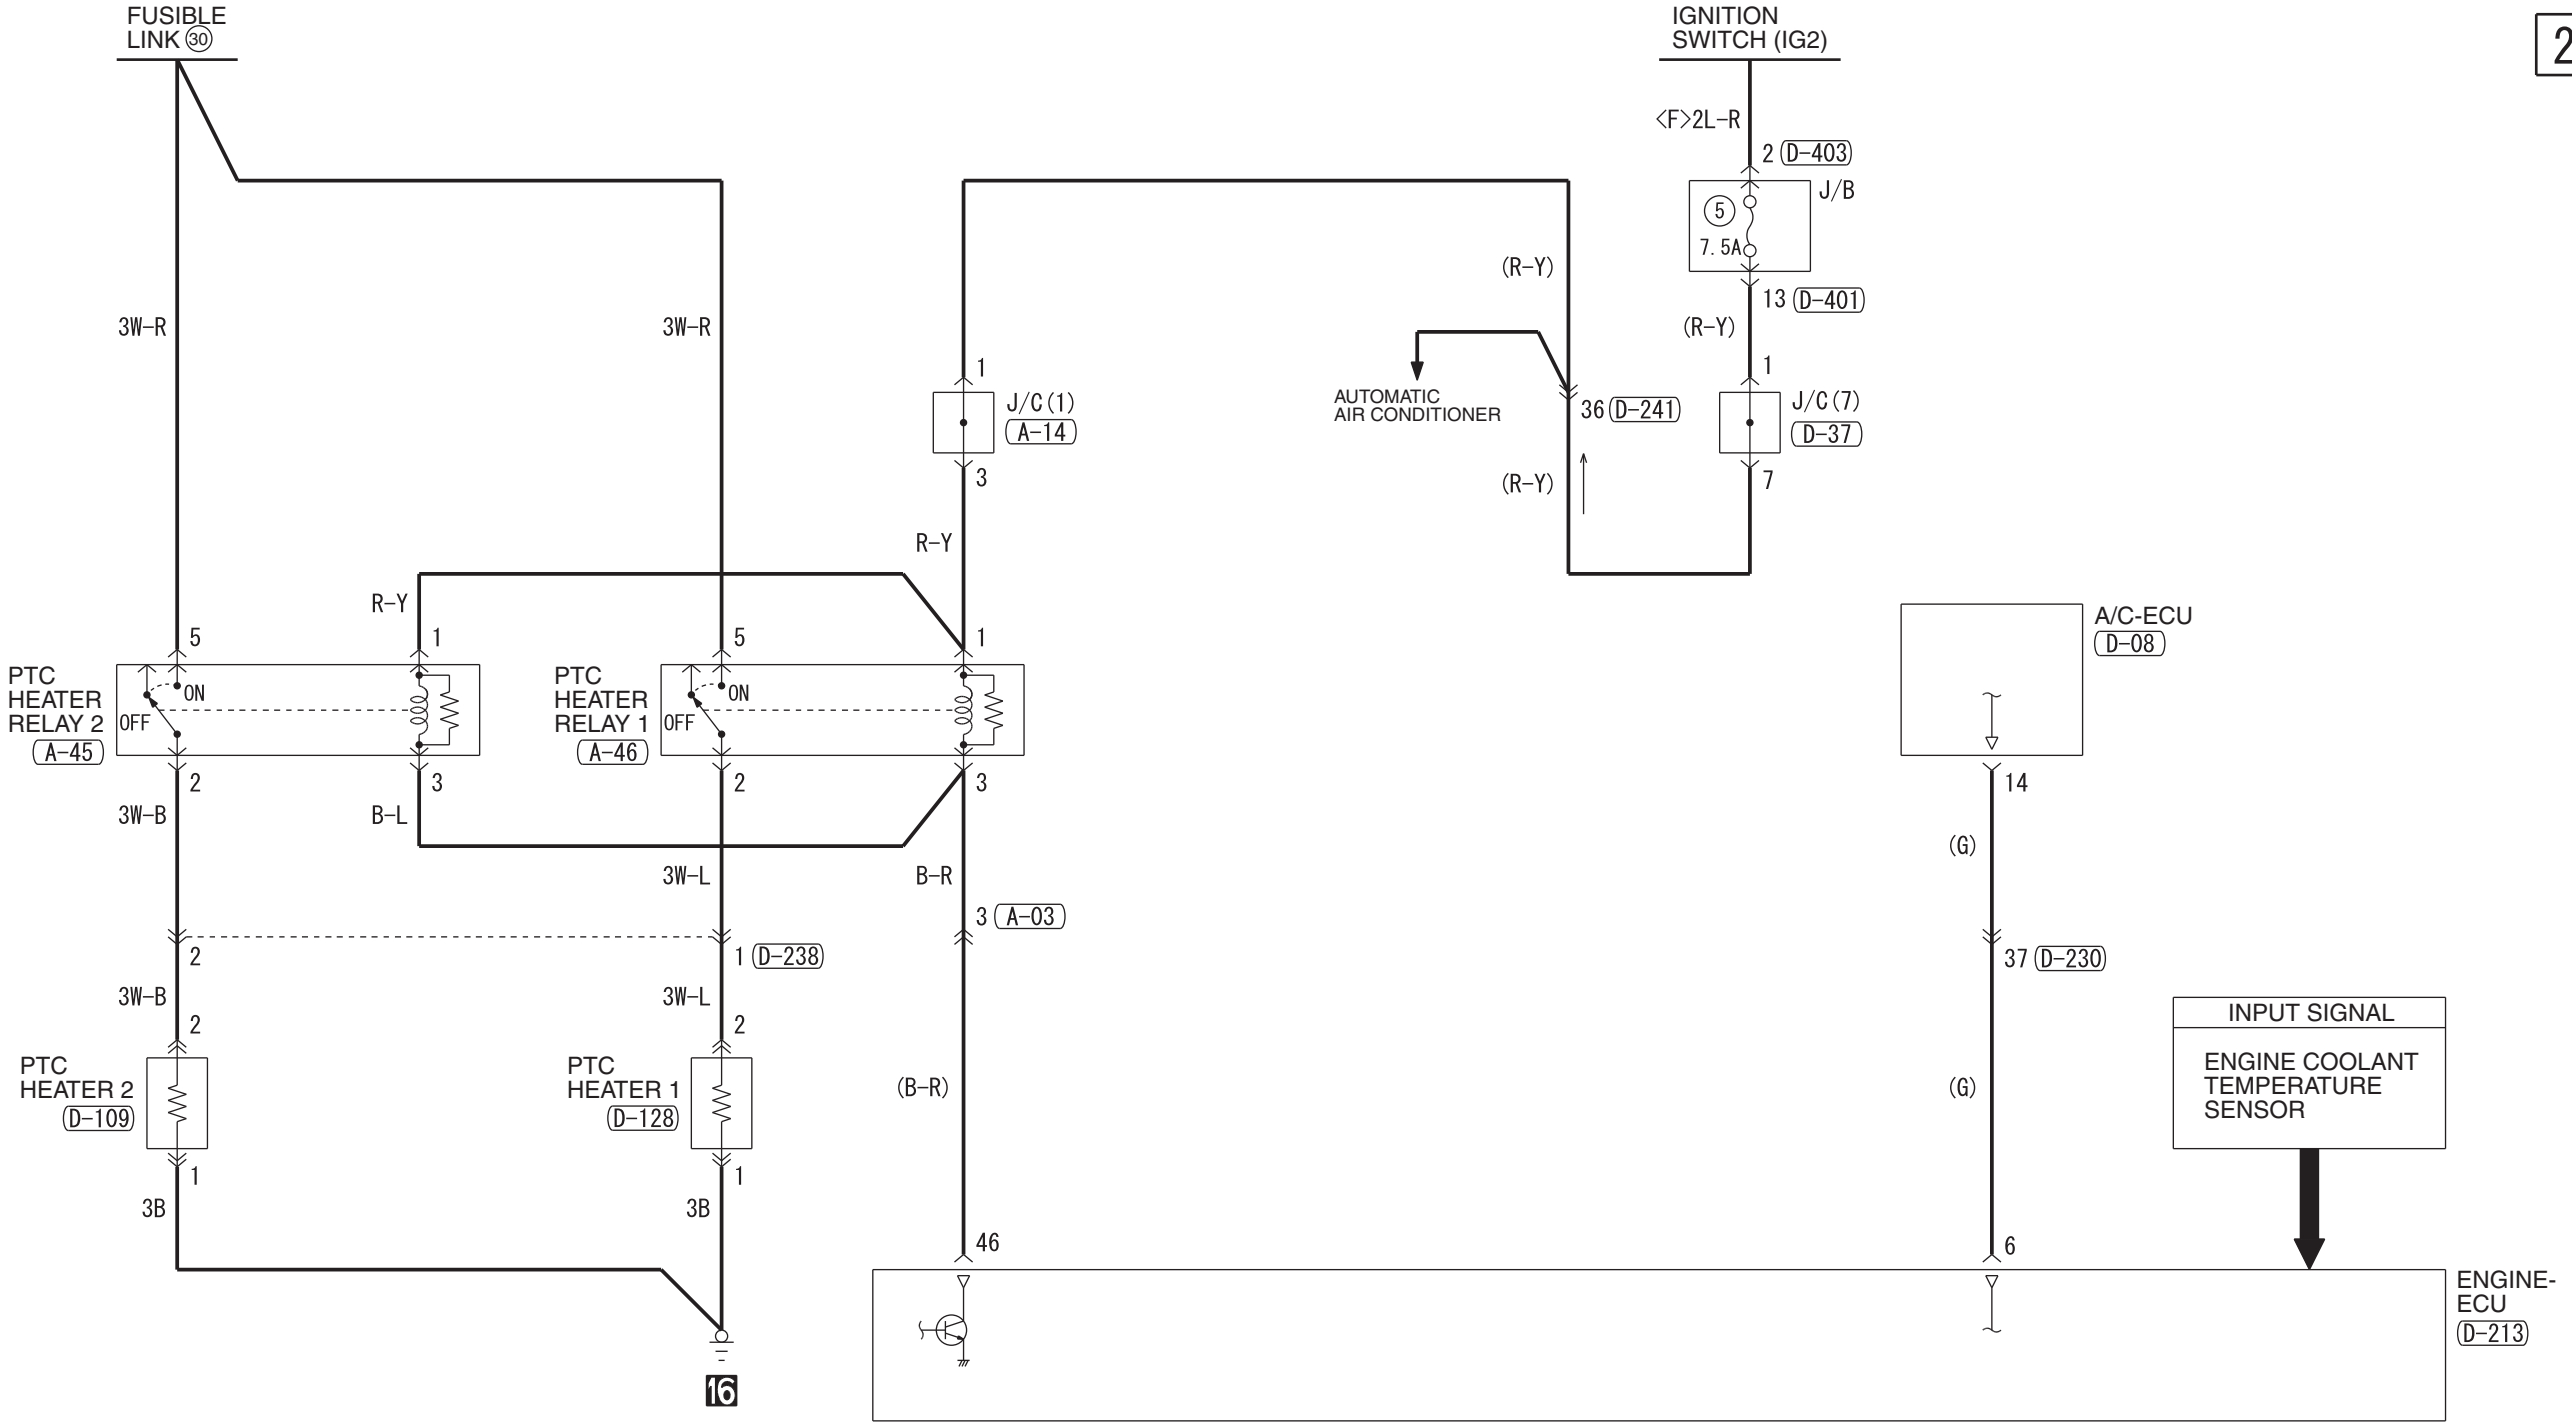 FUSIBLE
LINK 30
IGNITION
SWITCH (IG2)
2
<F>2L-R
2 D-403
J/B
5
7.5A
13 D-401
(R-Y)
(R-Y)
3W-R
3W-R
1
1
AUTOMATIC
AIR CONDITIONER
J/C(1)
A-14
36 D-241
J/C(7)
D-37
3
(R-Y)
7
R-Y
R-Y
5
1
5
1
A/C-ECU
D-08
PTC
HEATER
RELAY 2
A-45
ON
OFF
PTC
HEATER
RELAY 1
A-46
ON
OFF
2
3
2
3
14
3W-B
B-L
3W-L
B-R
(G)
3 A-03
2
1 D-238
37 D-230
3W-B
3W-L
2
2
INPUT SIGNAL
ENGINE COOLANT
TEMPERATURE
SENSOR
PTC
HEATER 2
D-109
PTC
HEATER 1
D-128
(B-R)
(G)
1
1
3B
3B
46
6
ENGINE-
ECU
D-213
16